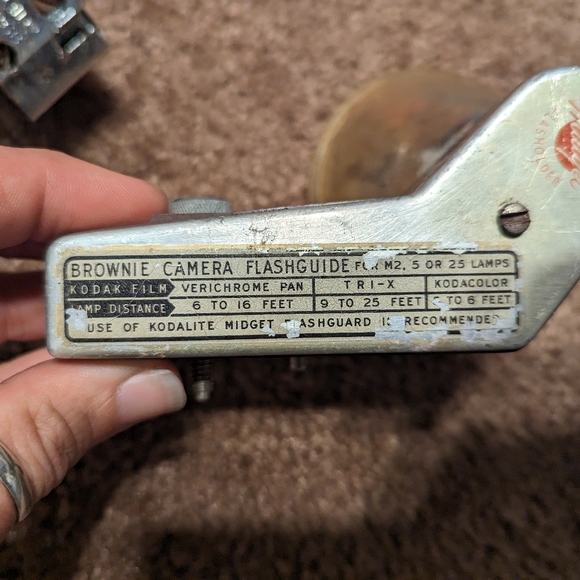 BROWNIE CAMERA FLASHGUIDE FOR M2, 5 OR 25 LAMPS
KODAK FILM VERICHROME PAN TRI-X KODACOLOR
LAMP DISTANCE 6 TO 16 FEET 9 TO 25 FEET TO 6 FEET
USE OF KODALITE MIDGET FLASHGUARD IS RECOMMENDED